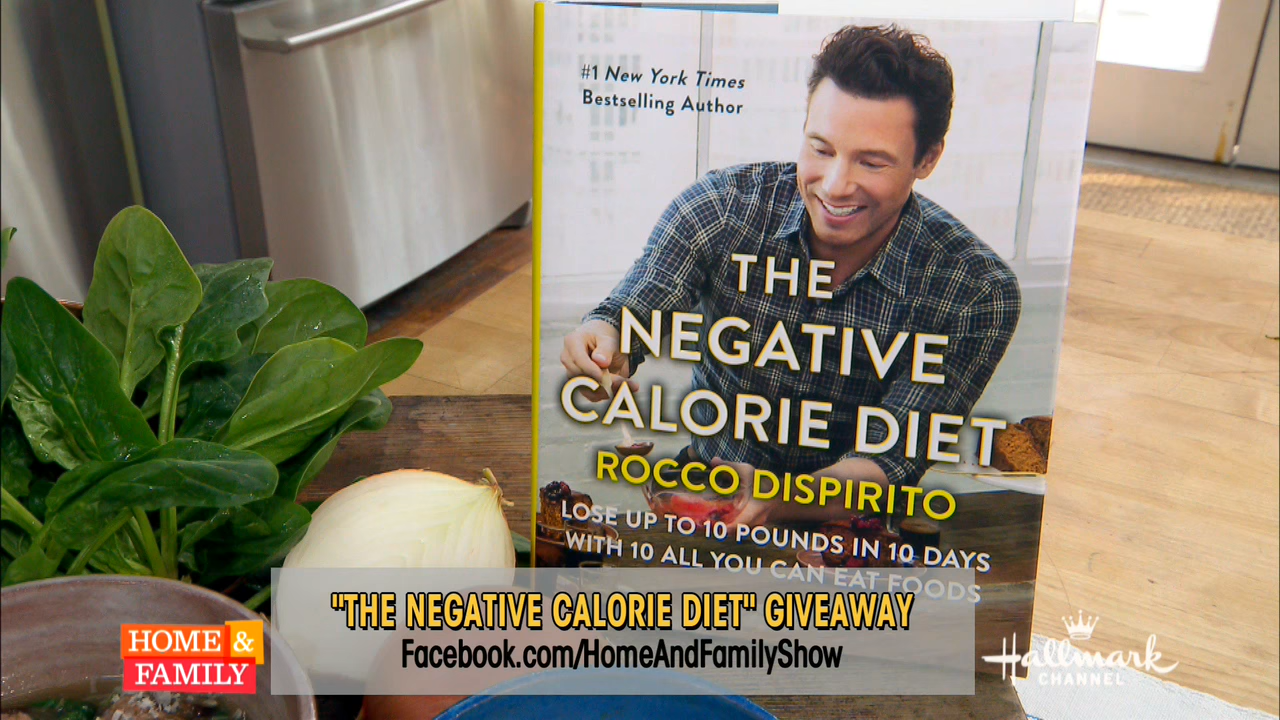 #1 New York Times
Bestselling Author
THE
NEGATIVE
CALORIE DIET
ROCCO DISPIRITO
LOSE UP TO 10 POUNDS IN 10 DAYS
WITH 10 ALL YOU CAN EAT FOODS
"THE NEGATIVE CALORIE DIET" GIVEAWAY
Facebook.com/HomeAndFamilyShow
HOME &
FAMILY
Hallmark
CHANNEL